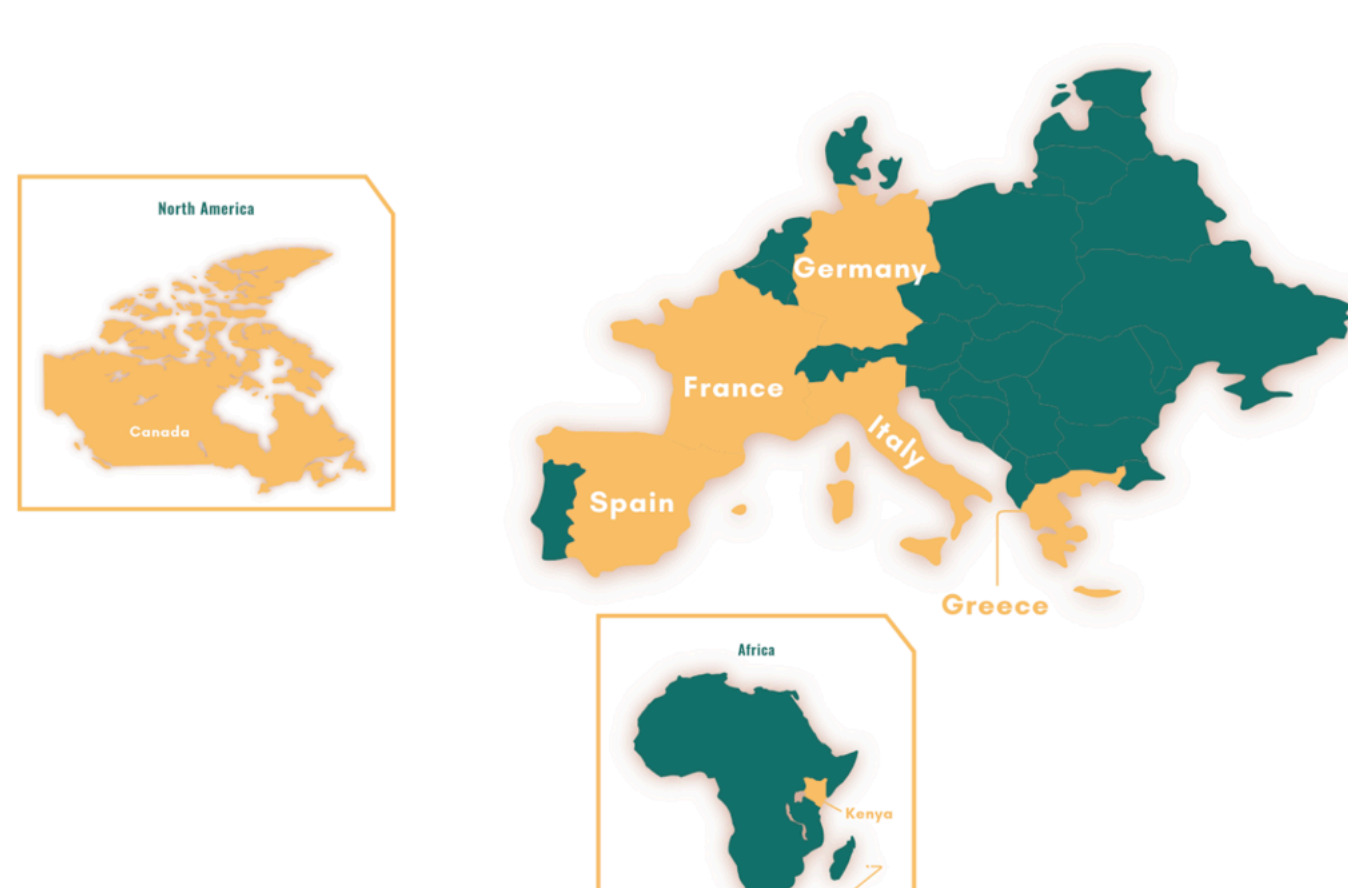 North America
Canada
Germany
France
Italy
Spain
Greece
Africa
Kenya